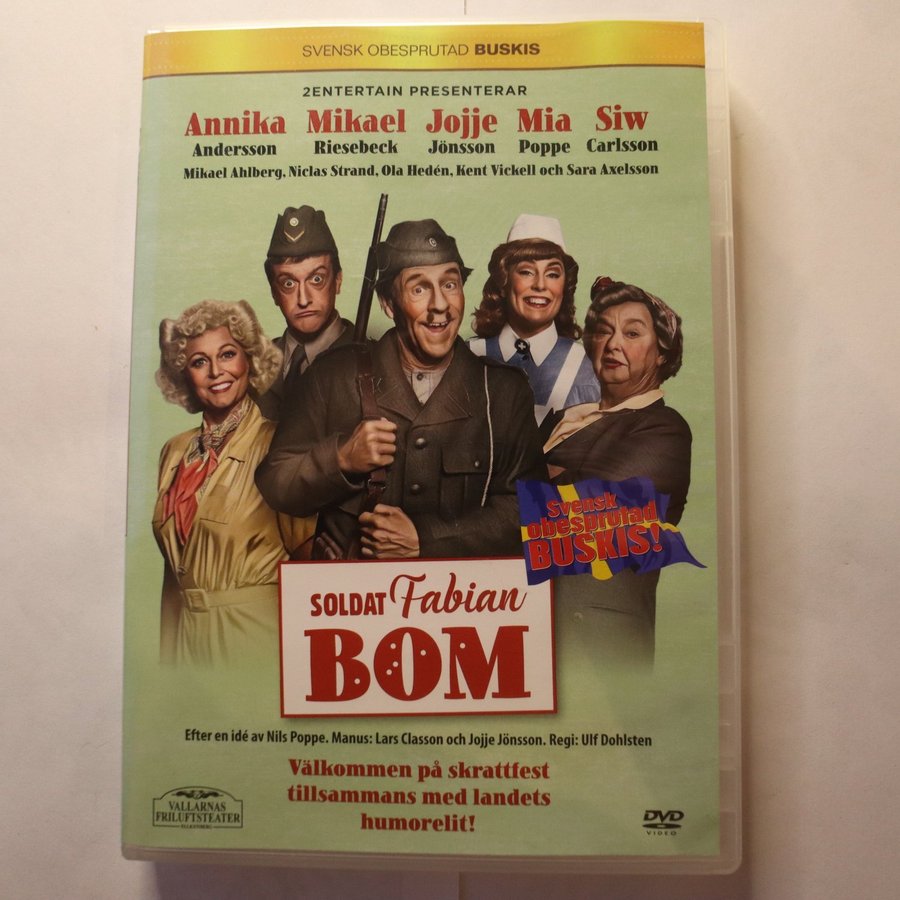 SVENSK OBESPRUTAD BUSKIS
2ENTERTAIN PRESENTERAR
Annika Mikael Jojje Mia Siw
Andersson Riesebeck Jönsson Poppe Carlsson
Mikael Ahlberg, Niclas Strand, Ola Hedén, Kent Vickell och Sara Axelsson
Svensk
obesprutad
BUSKIS!
SOLDAT Fabian
BOM
Efter en idé av Nils Poppe. Manus: Lars Classon och Jojje Jönsson. Regi: Ulf Dohlsten
Välkommen på skrattfest
tillsammans med landets
humorelit!
VALLARNAS
FRILUFTSTEATER
FALKENBERG
DVD
VIDEO